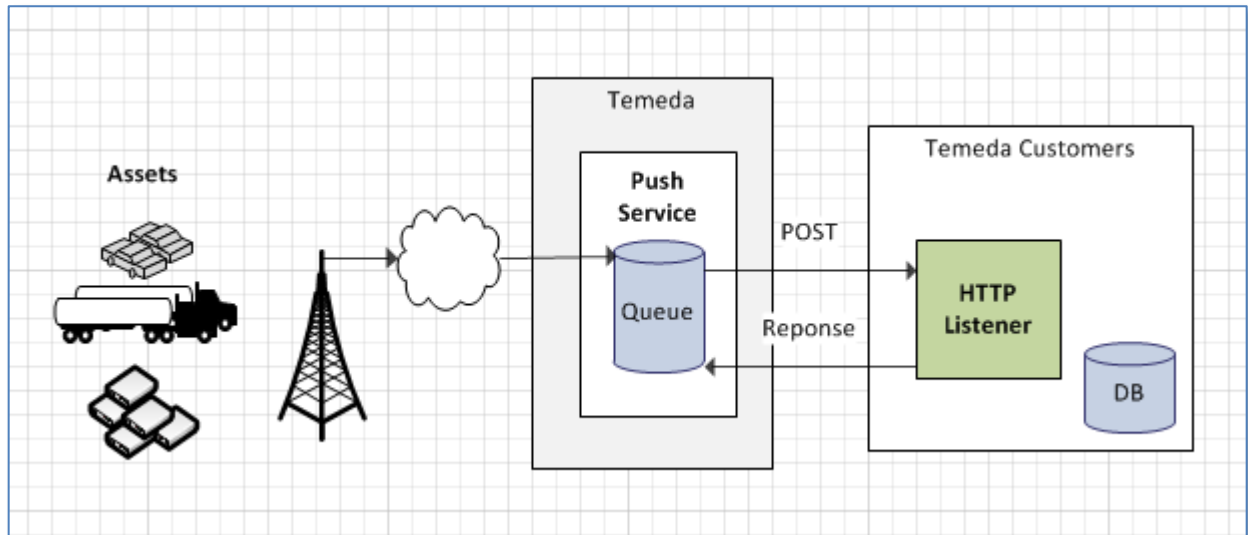 Temeda
Temeda Customers
Assets
Push
Service
POST
Queue
HTTP
Listener
Reponse
DB